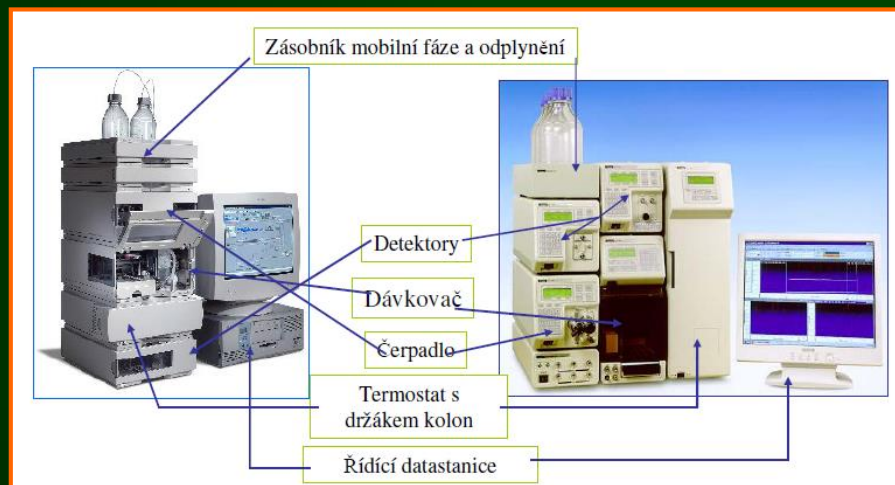 Zásobník mobilní fáze a odplynění
Detektory
Dávkovač
Čerpadlo
Termostat s
držákem kolon
Řídící datastanice